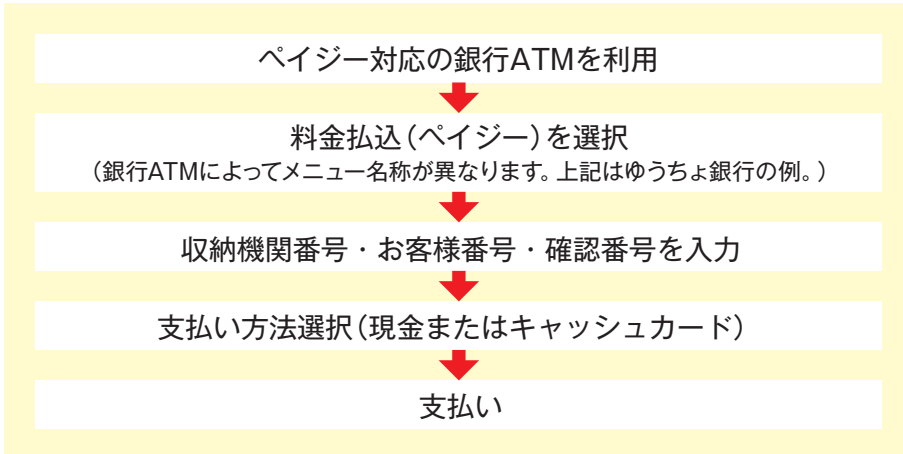 ペイジー対応の銀行ATMを利用
料金払込(ペイジー)を選択
(銀行ATMによってメニュー名称が異なります。上記はゆうちょ銀行の例。)
収納機関番号・お客様番号・確認番号を入力
支払い方法選択(現金またはキャッシュカード)
支払い